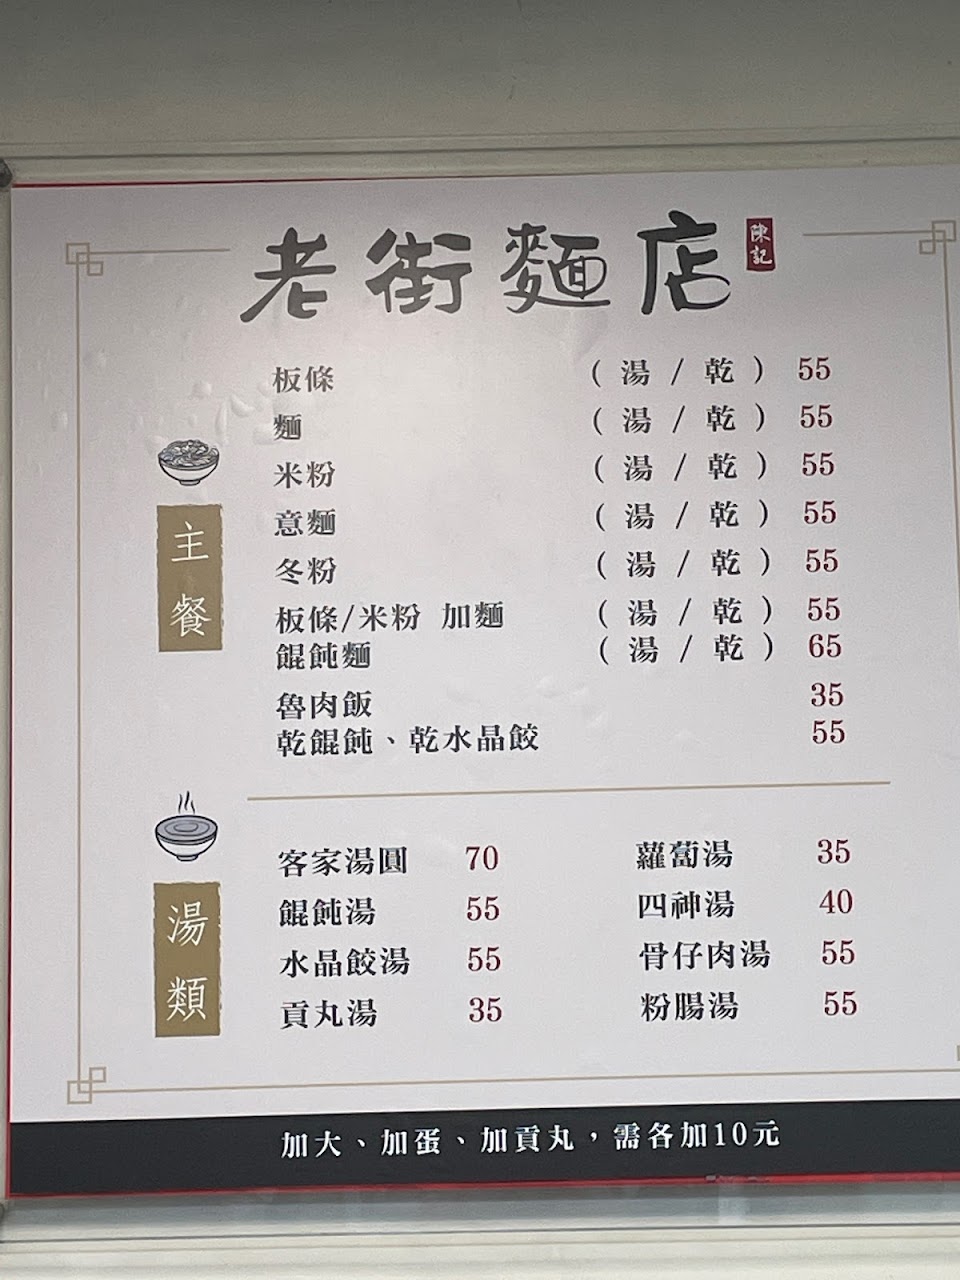 老街麵店 陳記
板條 (湯/乾) 55
麵 (湯/乾) 55
米粉 (湯/乾) 55
意麵 (湯/乾) 55
冬粉 (湯/乾) 55
板條/米粉 加麵 (湯/乾) 55
餛飩麵 (湯/乾) 65
魯肉飯 35
乾餛飩、乾水晶餃 55
主餐
客家湯圓 70 蘿蔔湯 35
餛飩湯 55 四神湯 40
水晶餃湯 55 骨仔肉湯 55
貢丸湯 35 粉腸湯 55
湯類
加大、加蛋、加貢丸,需各加10元